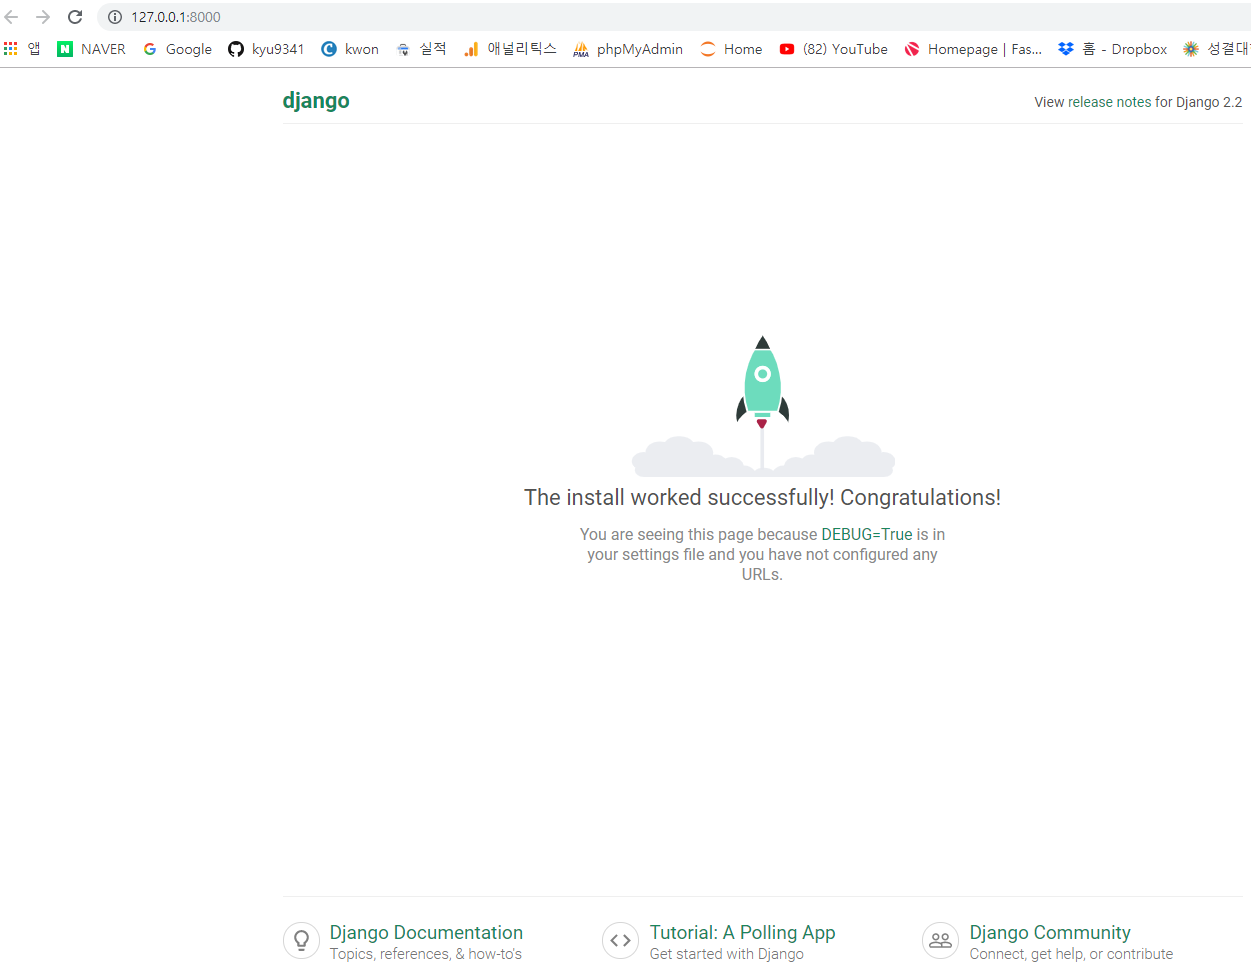 127.0.0.1:8000
앱 NAVER Google kyu9341 kwon 실적 애널리틱스 phpMyAdmin Home (82) YouTube Homepage | Fas... 홈 - Dropbox 성결대
django View release notes for Django 2.2
The install worked successfully! Congratulations!
You are seeing this page because DEBUG=True is in
your settings file and you have not configured any
URLs.
Django Documentation Tutorial: A Polling App Django Community
Topics, references, & how-to's Get started with Django Connect, get help, or contribute